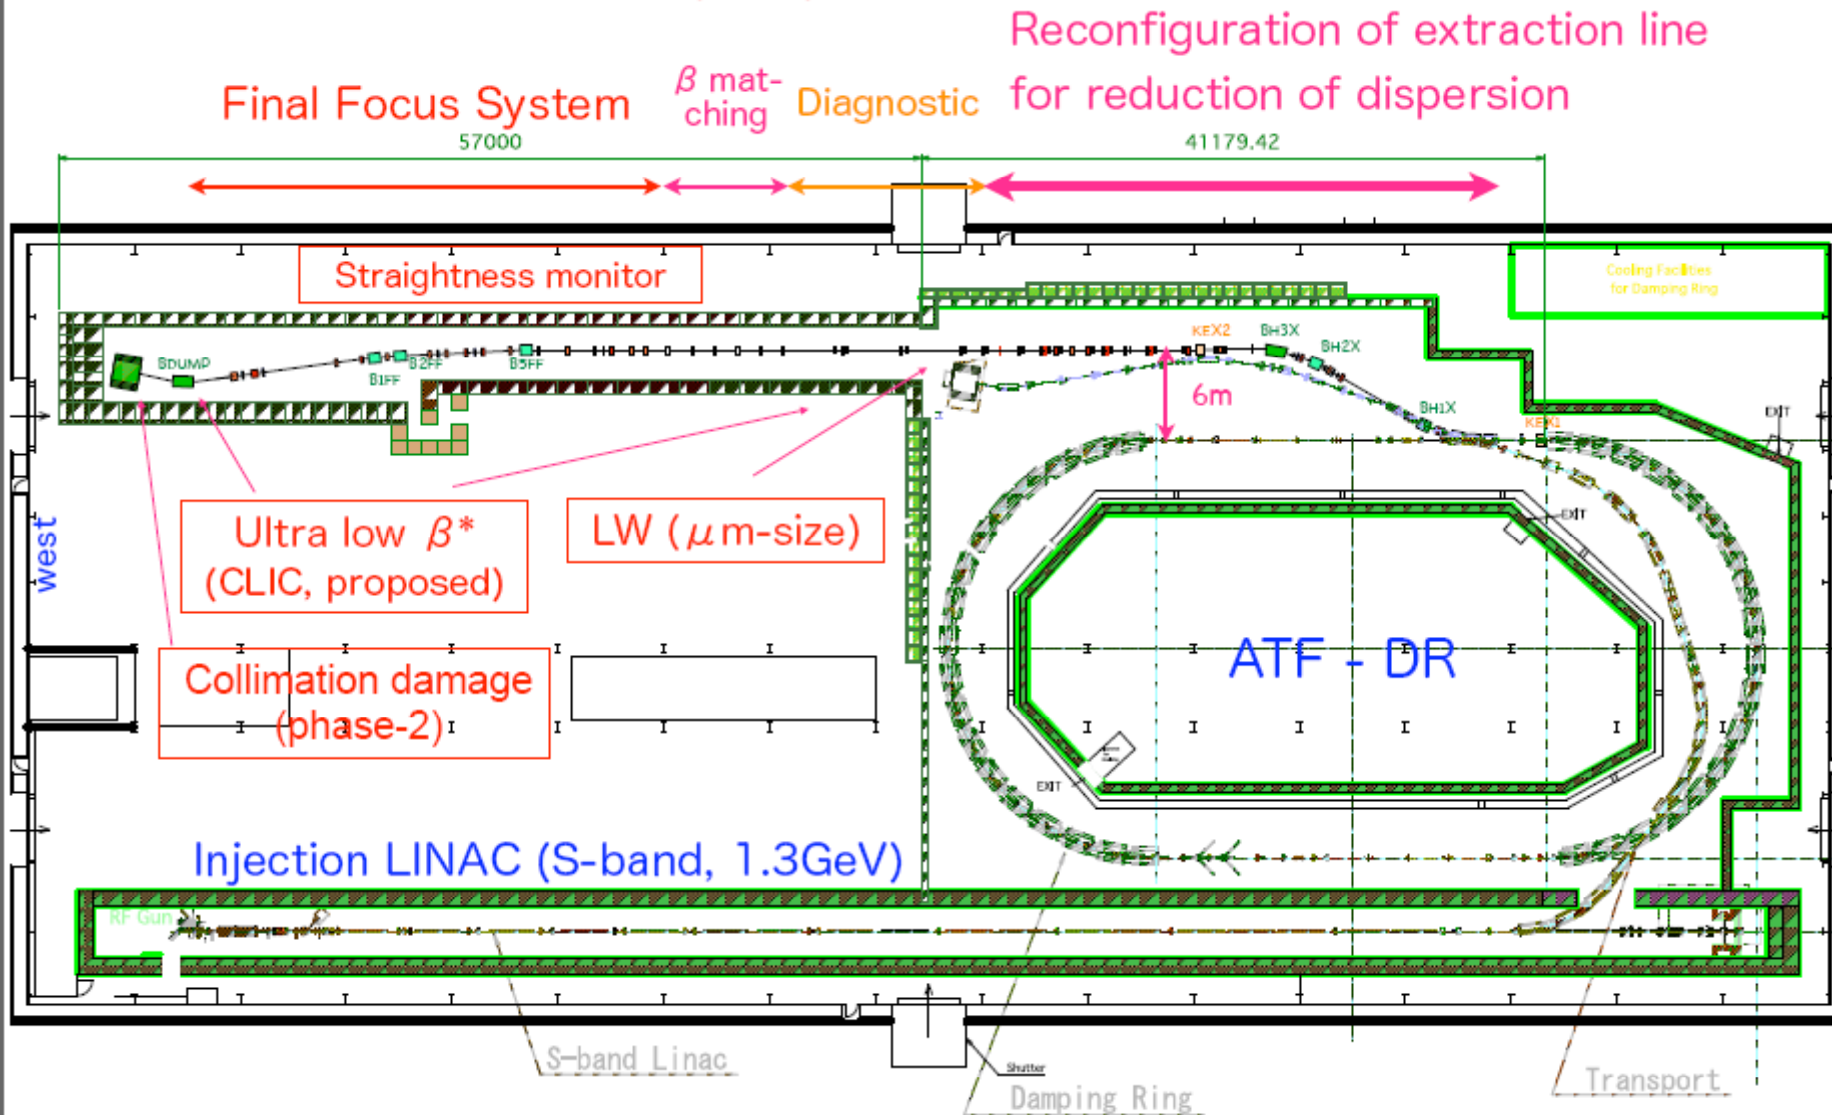 Reconfiguration of extraction line
for reduction of dispersion
Final Focus System
β mat-
ching
Diagnostic
57000
41179.42
Straightness monitor
Cooling Facilities
for Damping Ring
KEX2
BH3X
BH2X
BDUMP
B1FF
B2FF
B5FF
6m
BH1X
KEX1
EXIT
west
Ultra low β*
(CLIC, proposed)
LW (μm-size)
EXIT
ATF - DR
Collimation damage
(phase-2)
EXIT
Injection LINAC (S-band, 1.3GeV)
RF Gun
S-band Linac
Shutter
Damping Ring
Transport